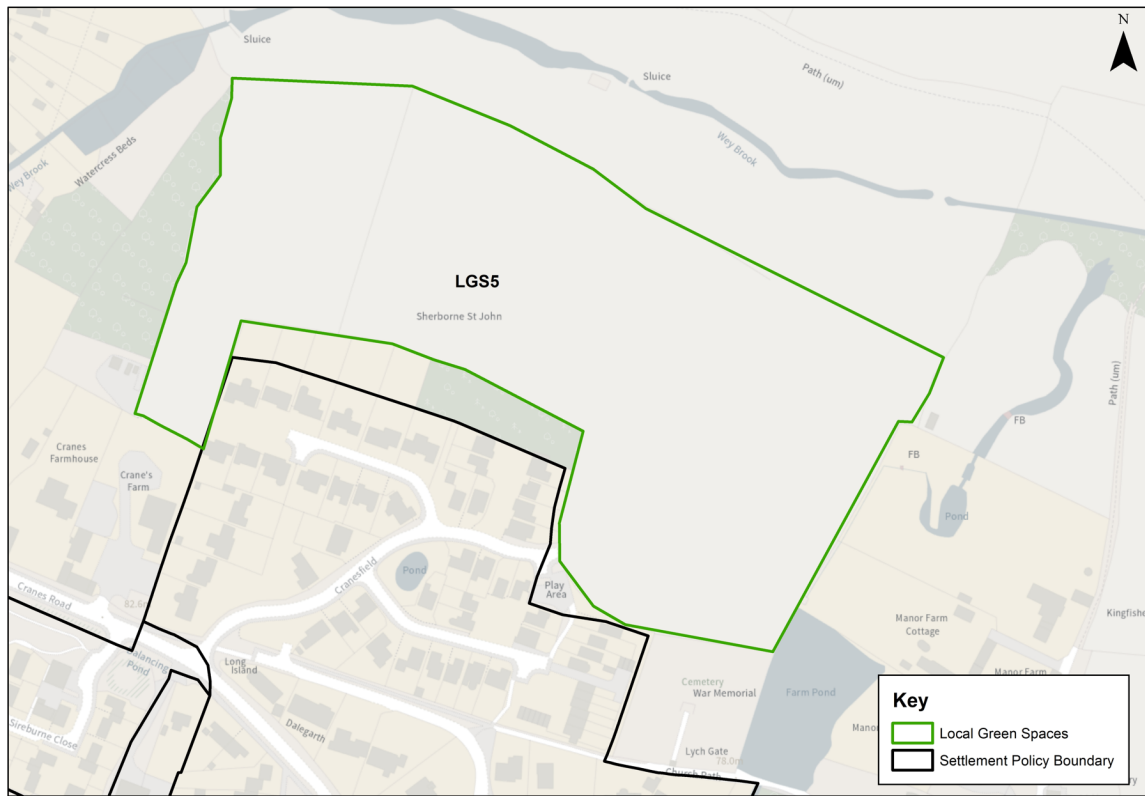 N
Sluice
Sluice
Path (um)
Wey Brook
Watercress Beds
Wey Brook
LGS5
Sherborne St John
Path (um)
FB
FB
Pond
Cranes
Farmhouse
Crane's
Farm
Cranesfield
Pond
Play
Area
Cranes Road
82.6m
Manor Farm
Cottage
Manor Farm
Balancing
Pond
Long
Island
Cemetery
War Memorial
Farm Pond
Dalegarth
Sireburne Close
Lych Gate
78.0m
Church Path
Key
Local Green Spaces
Settlement Policy Boundary